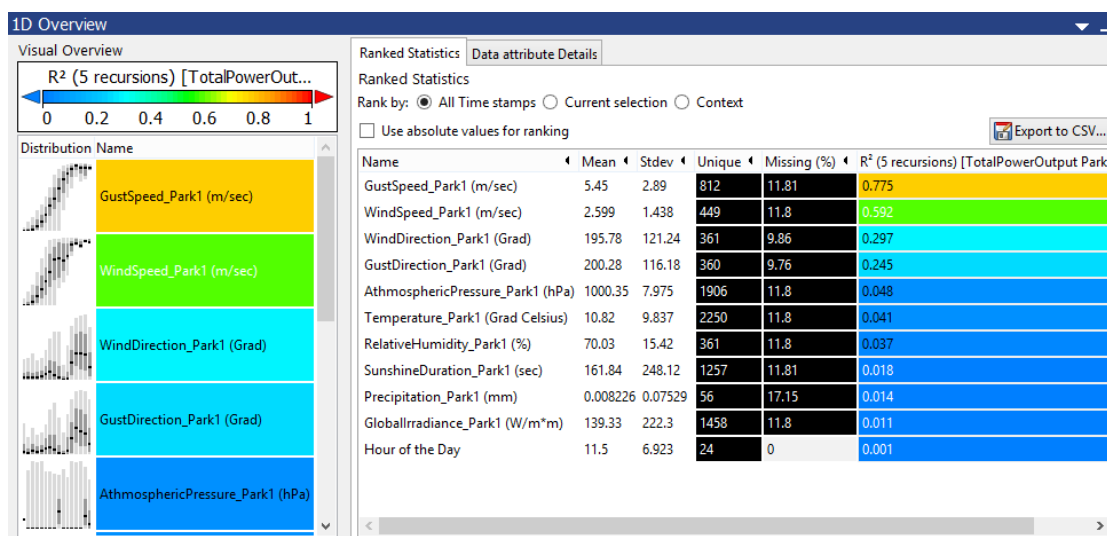 1D Overview
Visual Overview
R² (5 recursions) [TotalPowerOut...
0 0.2 0.4 0.6 0.8 1
Distribution Name
GustSpeed_Park1 (m/sec)
WindSpeed_Park1 (m/sec)
WindDirection_Park1 (Grad)
GustDirection_Park1 (Grad)
AthmosphericPressure_Park1 (hPa)
Ranked Statistics Data attribute Details
Ranked Statistics
Rank by: All Time stamps Current selection Context
Use absolute values for ranking
Export to CSV...
Name Mean Stdev Unique Missing (%) R² (5 recursions) [TotalPowerOutput Park
GustSpeed_Park1 (m/sec) 5.45 2.89 812 11.81 0.775
WindSpeed_Park1 (m/sec) 2.599 1.438 449 11.8 0.592
WindDirection_Park1 (Grad) 195.78 121.24 361 9.86 0.297
GustDirection_Park1 (Grad) 200.28 116.18 360 9.76 0.245
AthmosphericPressure_Park1 (hPa) 1000.35 7.975 1906 11.8 0.048
Temperature_Park1 (Grad Celsius) 10.82 9.837 2250 11.8 0.041
RelativeHumidity_Park1 (%) 70.03 15.42 361 11.8 0.037
SunshineDuration_Park1 (sec) 161.84 248.12 1257 11.81 0.018
Precipitation_Park1 (mm) 0.008226 0.07529 56 17.15 0.014
GlobalIrradiance_Park1 (W/m*m) 139.33 222.3 1458 11.8 0.011
Hour of the Day 11.5 6.923 24 0 0.001